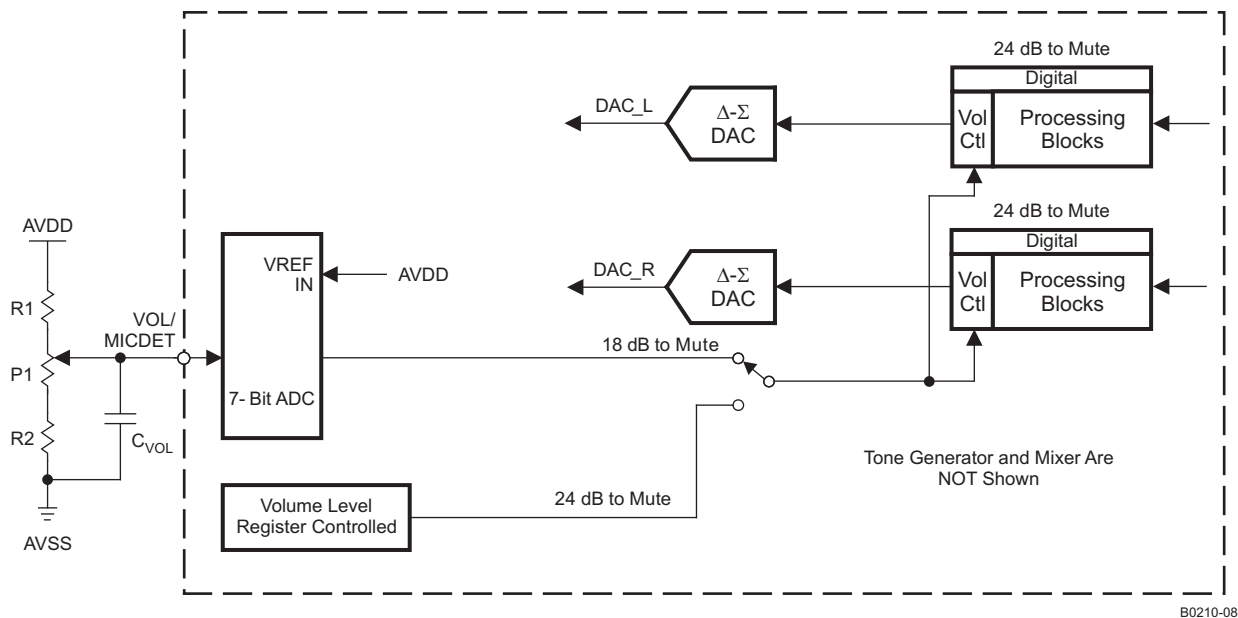 24 dB to Mute
Digital
Vol
Ctl
Processing
Blocks
DAC_L
Δ-Σ
DAC
24 dB to Mute
Digital
Vol
Ctl
Processing
Blocks
DAC_R
Δ-Σ
DAC
AVDD
R1
P1
R2
AVSS
VOL/
MICDET
C_VOL
VREF
IN
AVDD
7- Bit ADC
18 dB to Mute
Volume Level
Register Controlled
24 dB to Mute
Tone Generator and Mixer Are
NOT Shown
B0210-08